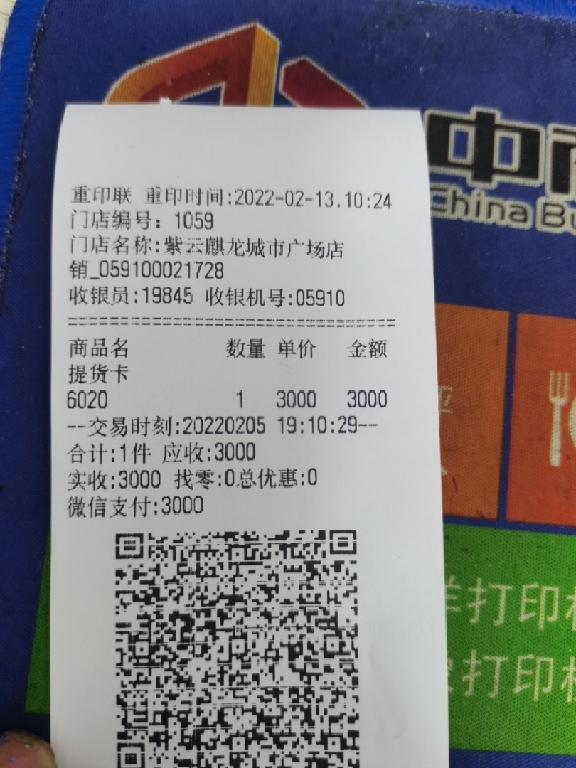 重印联 重印时间:2022-02-13.10:24
门店编号: 1059
门店名称:紫云麒龙城市广场店
销_059100021728
收银员:19845 收银机号:05910
================================
商品名 数量 单价 金额
提货卡
6020 1 3000 3000
--交易时刻:20220205 19:10:29--
合计:1件 应收:3000
实收:3000 找零:0总优惠:0
微信支付:3000
中
China Bu
打印
打印